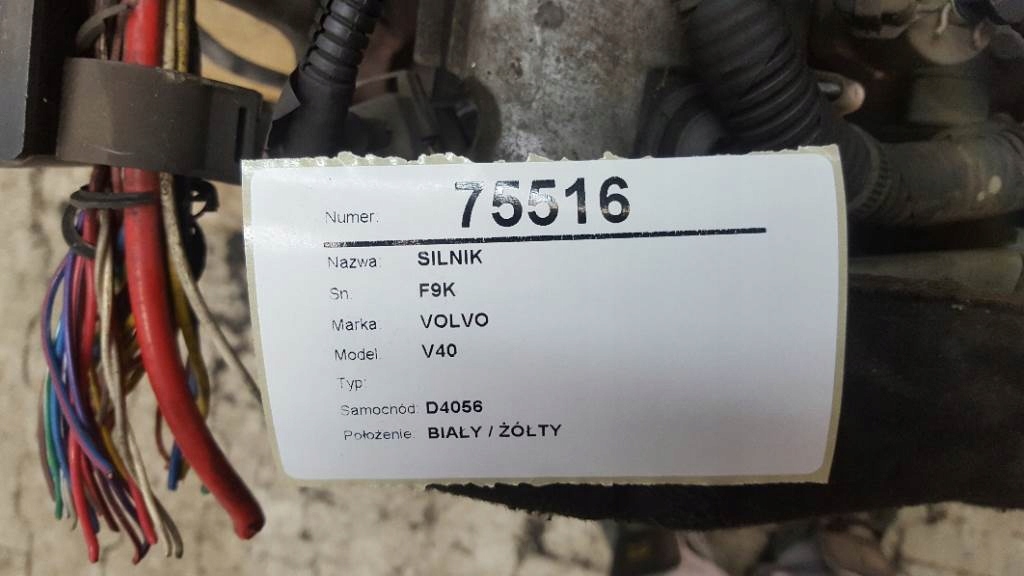 Numer: 75516
Nazwa: SILNIK
Sn. F9K
Marka: VOLVO
Model: V40
Typ:
Samochód: D4056
Położenie: BIAŁY / ŻÓŁTY